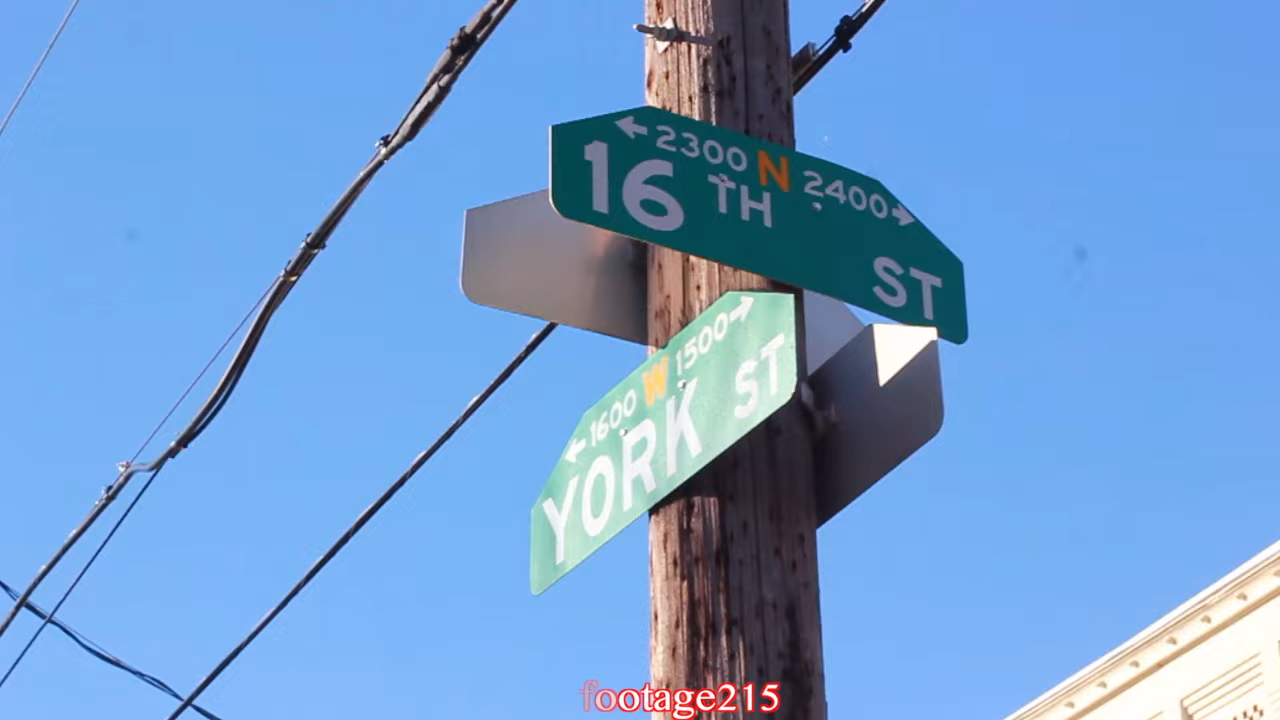 ← 2300 N 2400 →
16 TH ST
← 1600 W 1500 →
YORK ST
footage215